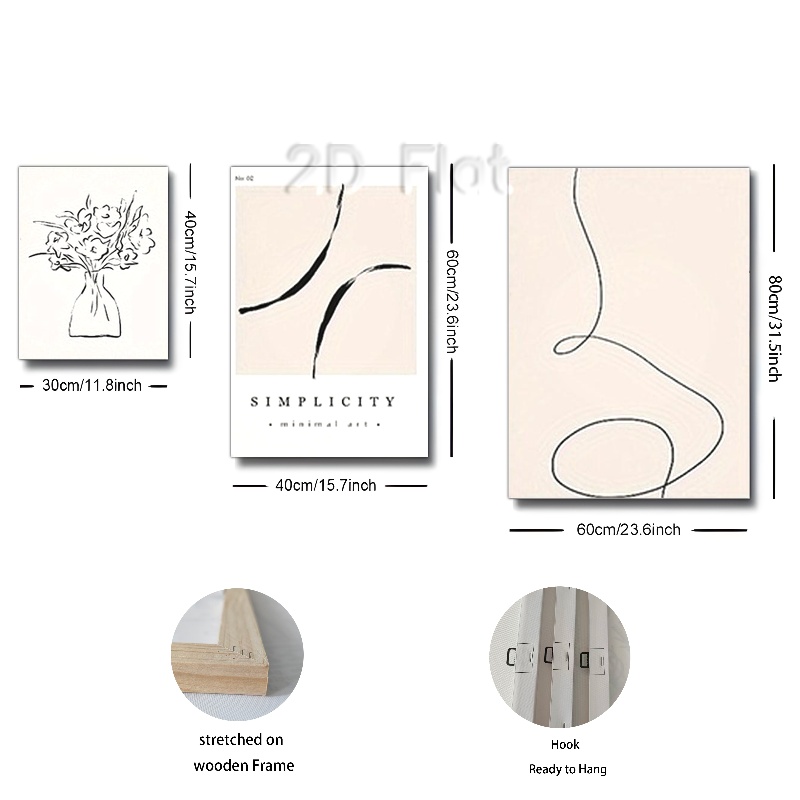 2D Flat
No 02
40cm/15.7inch
60cm/23.6inch
80cm/31.5inch
30cm/11.8inch
SIMPLICITY
• minimal art •
40cm/15.7inch
60cm/23.6inch
stretched on
wooden Frame
Hook
Ready to Hang